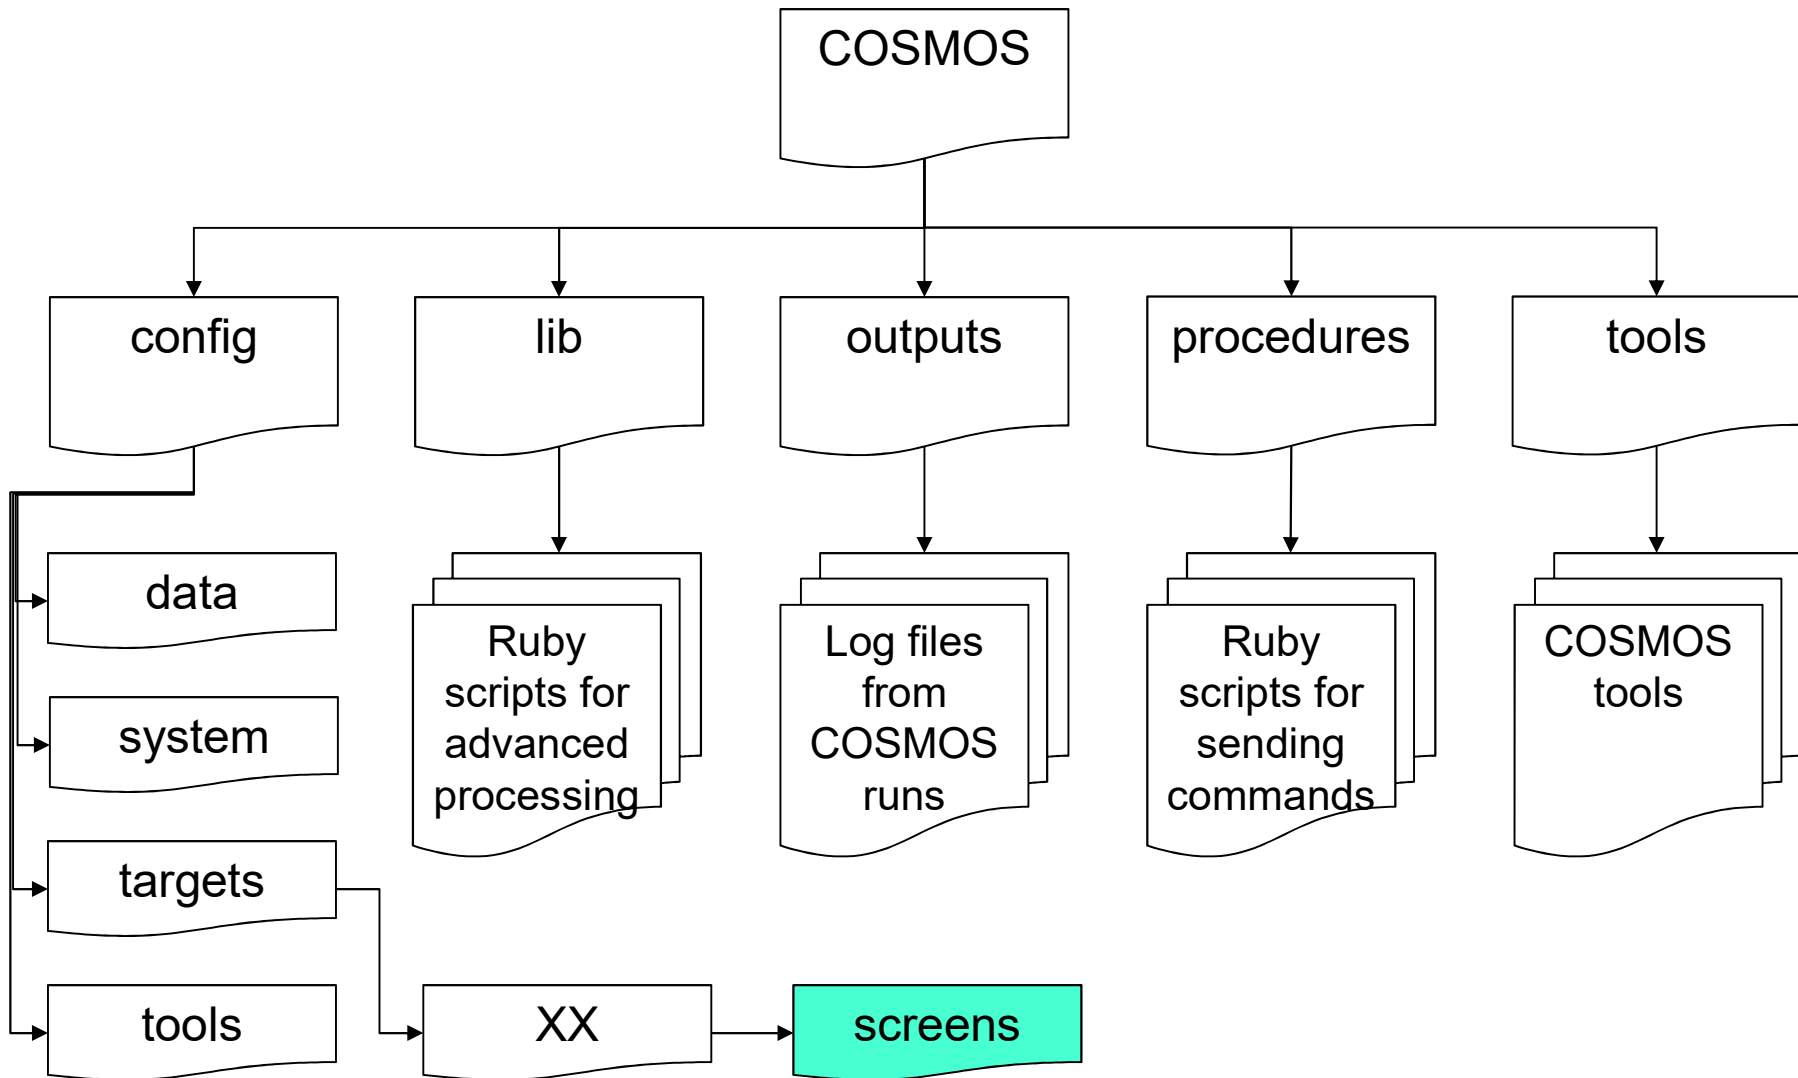 COSMOS
config
lib
outputs
procedures
tools
data
system
targets
tools
XX
screens
Ruby
scripts for
advanced
processing
Log files
from
COSMOS
runs
Ruby
scripts for
sending
commands
COSMOS
tools